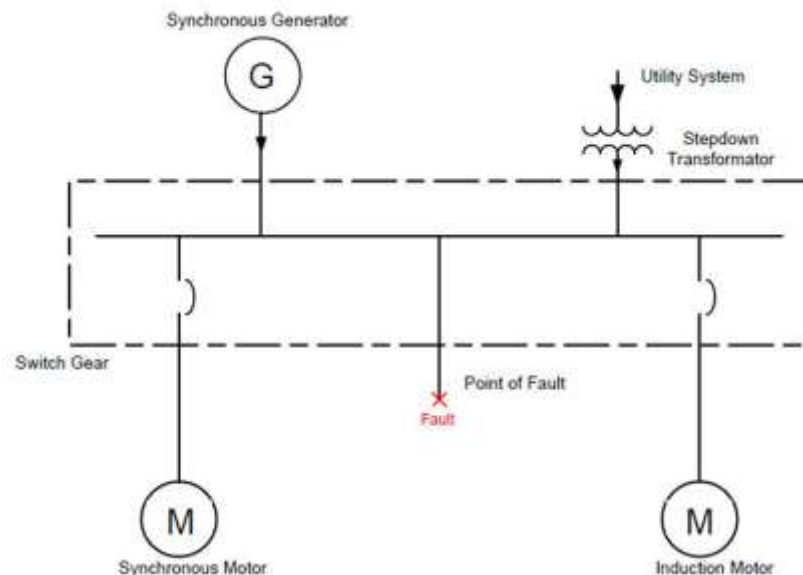 Synchronous Generator
G
Utility System
Stepdown
Transformator
Switch Gear
Point of Fault
Fault
M
Synchronous Motor
M
Induction Motor